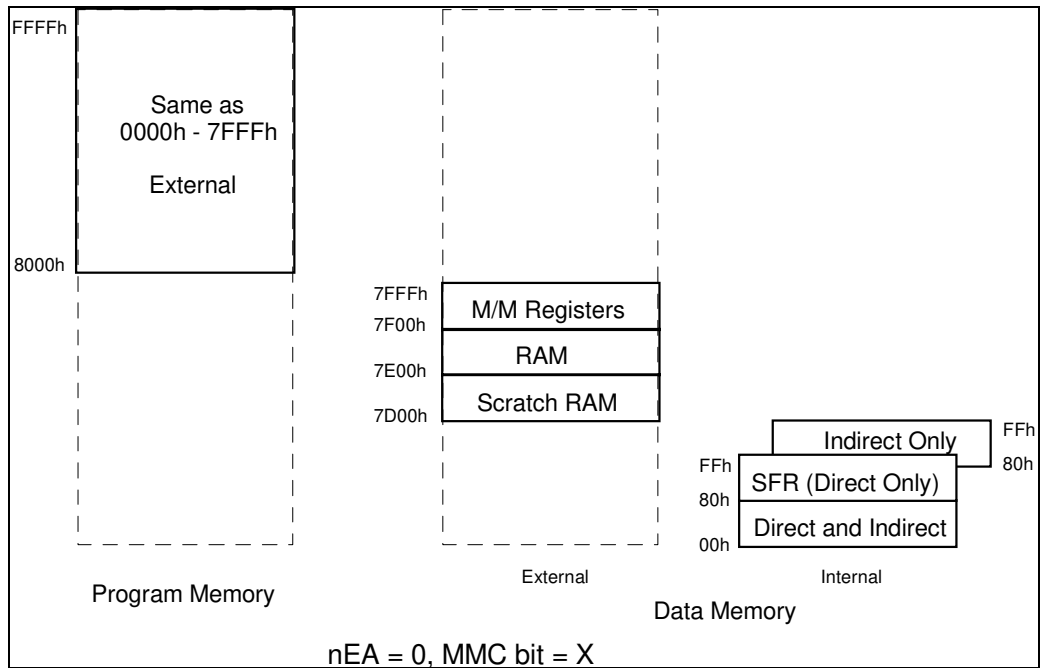 FFFFh
Same as
0000h - 7FFFh
External
8000h
7FFFh
M/M Registers
7F00h
RAM
7E00h
Scratch RAM
7D00h
Indirect Only
FFh
80h
FFh
SFR (Direct Only)
80h
Direct and Indirect
00h
External
Internal
Program Memory
Data Memory
nEA = 0, MMC bit = X